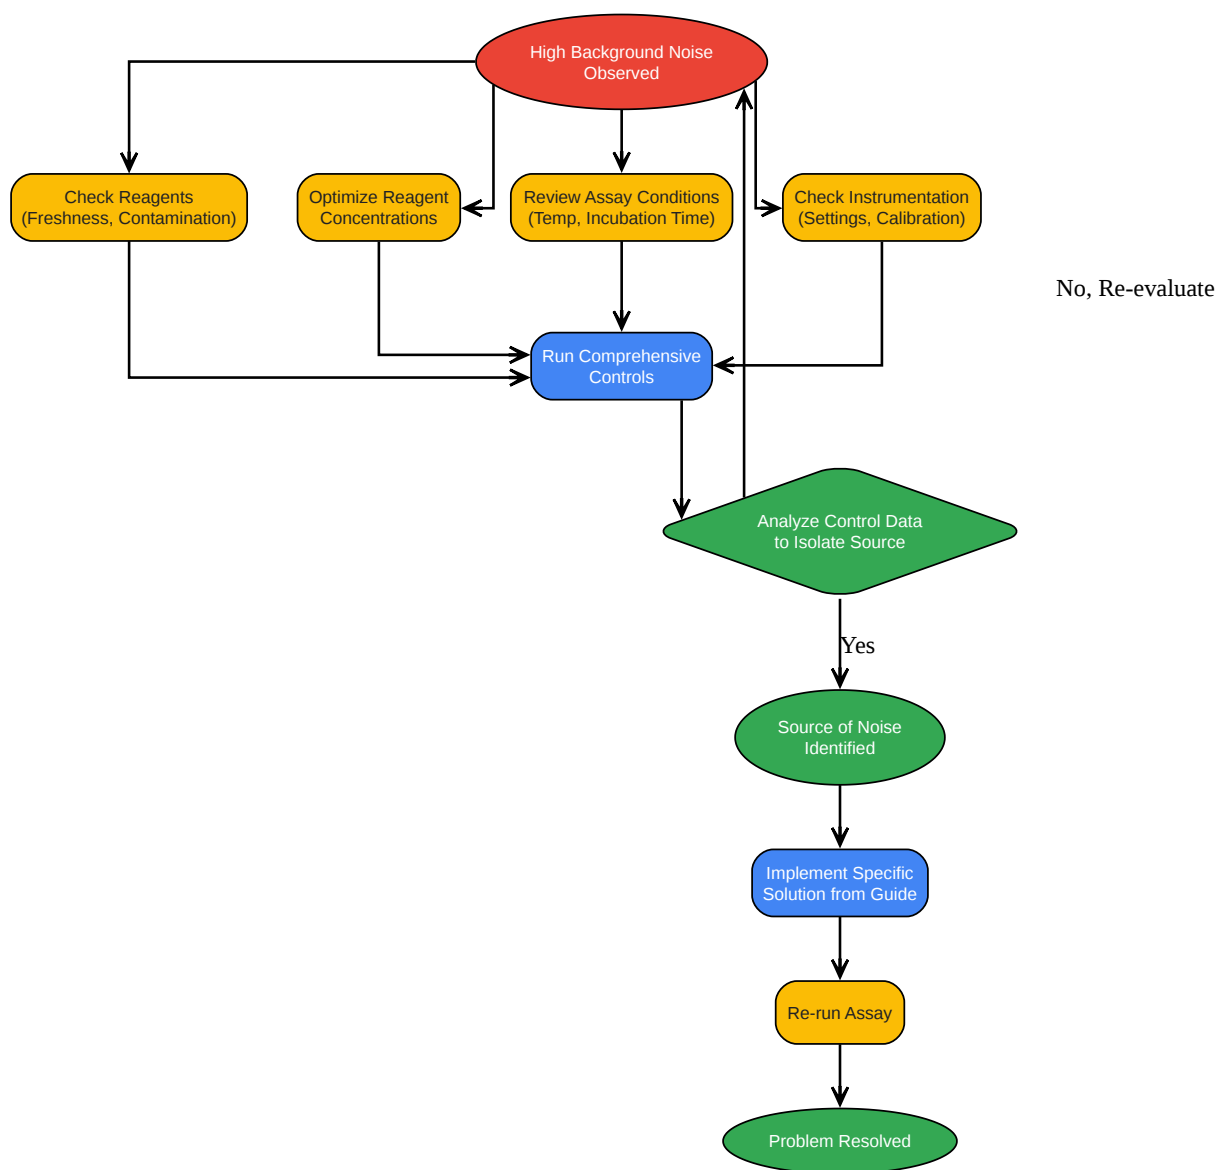 High Background Noise
Observed
Check Reagents
(Freshness, Contamination)
Optimize Reagent
Concentrations
Review Assay Conditions
(Temp, Incubation Time)
Check Instrumentation
(Settings, Calibration)
No, Re-evaluate
Run Comprehensive
Controls
Analyze Control Data
to Isolate Source
Yes
Source of Noise
Identified
Implement Specific
Solution from Guide
Re-run Assay
Problem Resolved